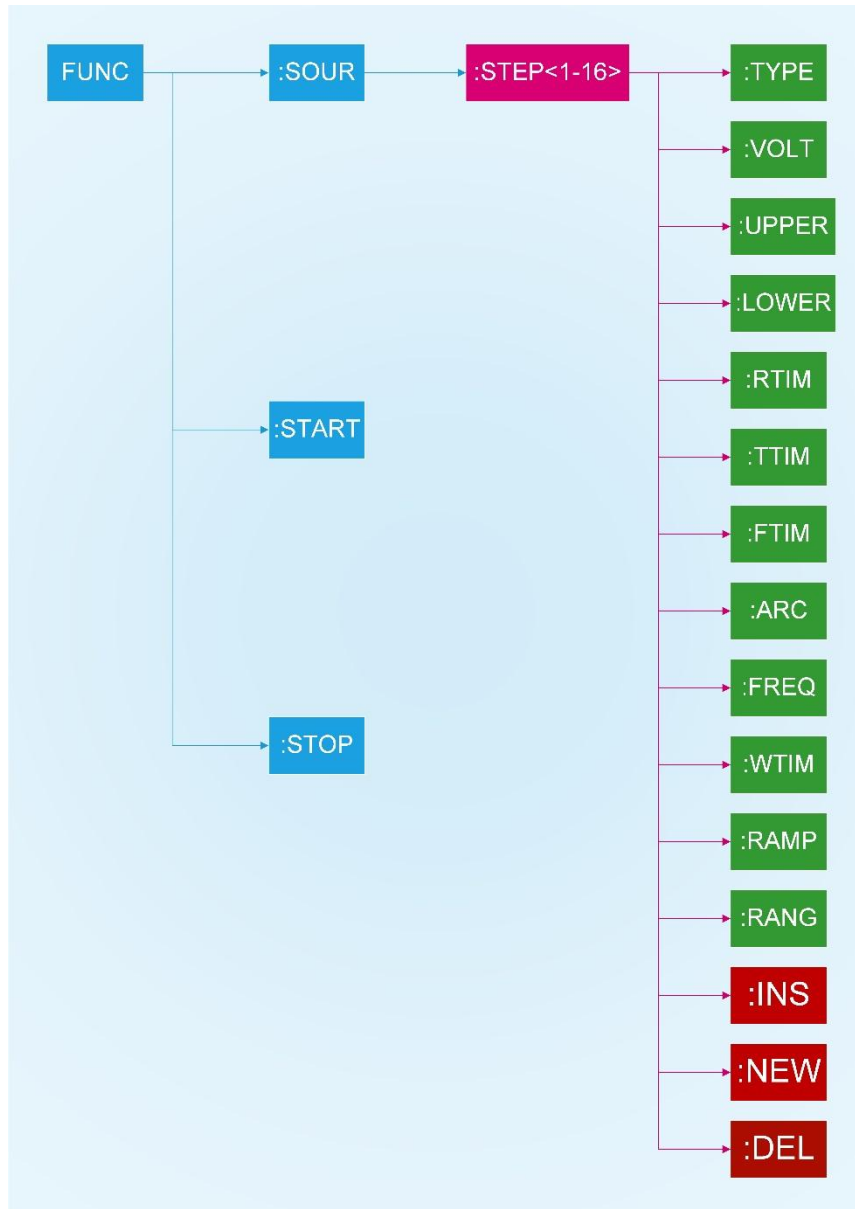 FUNC
:SOUR
:STEP<1-16>
:TYPE
:VOLT
:UPPER
:LOWER
:RTIM
:START
:TTIM
:FTIM
:ARC
:FREQ
:STOP
:WTIM
:RAMP
:RANG
:INS
:NEW
:DEL